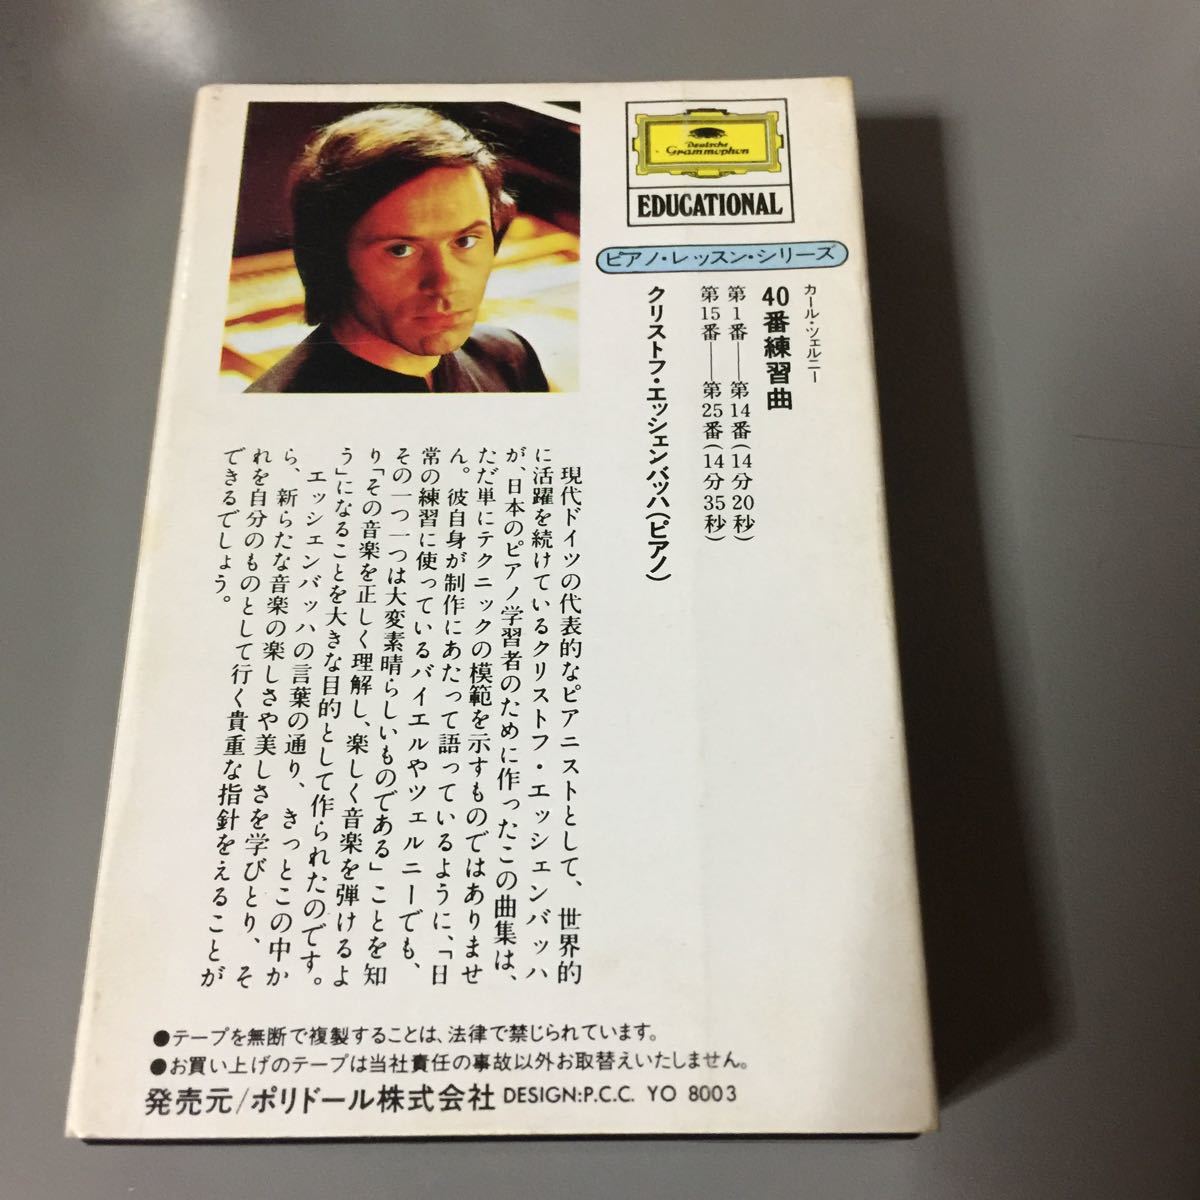 Deutsche
Grammophon
EDUCATIONAL
ピアノ・レッスン・シリーズ
カール・ツェルニー
40番練習曲
第1番――第14番(14分20秒)
第15番――第25番(14分35秒)
クリストフ・エッシェンバッハ(ピアノ)
現代ドイツの代表的なピアニストとして、世界的
に活躍を続けているクリストフ・エッシェンバッハ
が、日本のピアノ学習者のために作ったこの曲集は、
ただ単にテクニックの模範を示すものではありませ
ん。彼自身が制作にあたって語っているように、「日
常の練習に使っているバイエルやツェルニーでも、
その一つ一つは大変素晴らしいものである」ことを知
り「その音楽を正しく理解し、楽しく音楽を弾けるよ
う」になることを大きな目的として作られたのです。
エッシェンバッハの言葉の通り、きっとこの中か
ら、新らたな音楽の楽しさや美しさを学びとり、そ
れを自分のものとして行く貴重な指針をえることが
できるでしょう。
●テープを無断で複製することは、法律で禁じられています。
●お買い上げのテープは当社責任の事故以外お取替えいたしません。
発売元/ポリドール株式会社 DESIGN:P.C.C. YO 8003